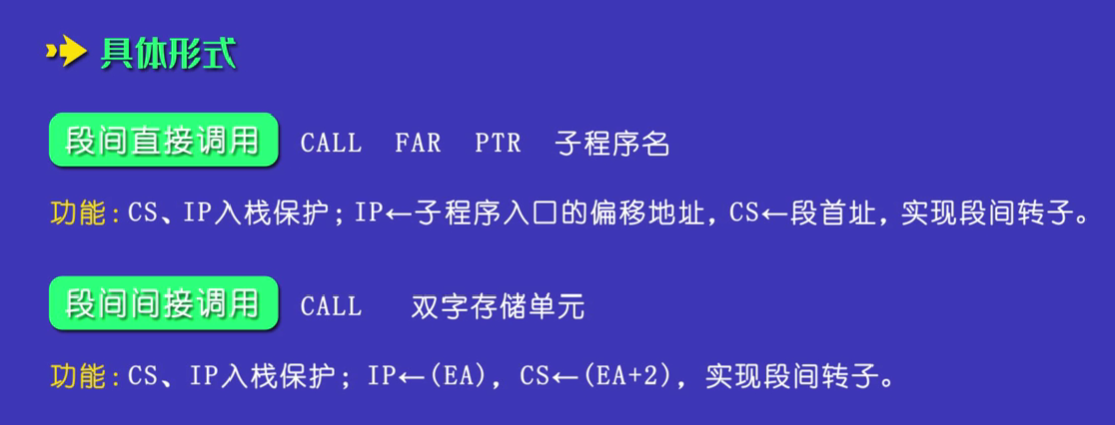 具体形式
段间直接调用 CALL FAR PTR 子程序名
功能:CS、IP入栈保护;IP←子程序入口的偏移地址,CS←段首址,实现段间转子。
段间间接调用 CALL 双字存储单元
功能:CS、IP入栈保护;IP←(EA),CS←(EA+2),实现段间转子。